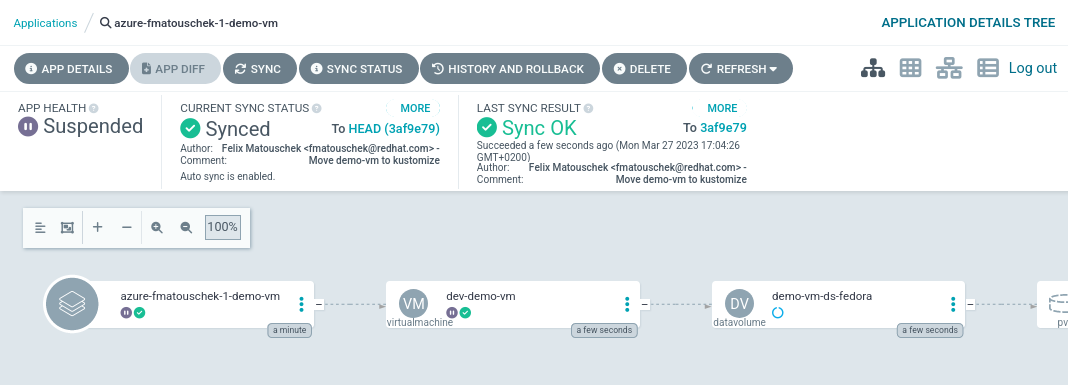 Applications / azure-fmatouschek-1-demo-vm
APPLICATION DETAILS TREE
APP DETAILS
APP DIFF
SYNC
SYNC STATUS
HISTORY AND ROLLBACK
DELETE
REFRESH
Log out
APP HEALTH
Suspended
CURRENT SYNC STATUS
MORE
Synced
To HEAD (3af9e79)
Author: Felix Matouschek <fmatouschek@redhat.com> -
Comment: Move demo-vm to kustomize
Auto sync is enabled.
LAST SYNC RESULT
MORE
Sync OK
To 3af9e79
Succeeded a few seconds ago (Mon Mar 27 2023 17:04:26
GMT+0200)
Author: Felix Matouschek <fmatouschek@redhat.com> -
Comment: Move demo-vm to kustomize
100%
azure-fmatouschek-1-demo-vm
a minute
VM
virtualmachine
dev-demo-vm
a few seconds
DV
datavolume
demo-vm-ds-fedora
a few seconds